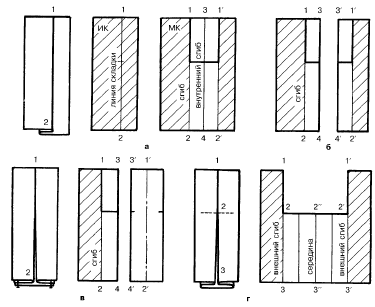 1
1
1 3 1'
1 3 3' 1'
ИК
МК
линия складки
сгиб
внутренний сгиб
сгиб
2
2
2 4 2'
2 4 4' 2'
а
б
1
1 3 3' 1'
1
1 1'
2
2 2'' 2'
сгиб
внешний сгиб
середина
внешний сгиб
2
2 4 4' 2'
3
3 3'' 3'
в
г